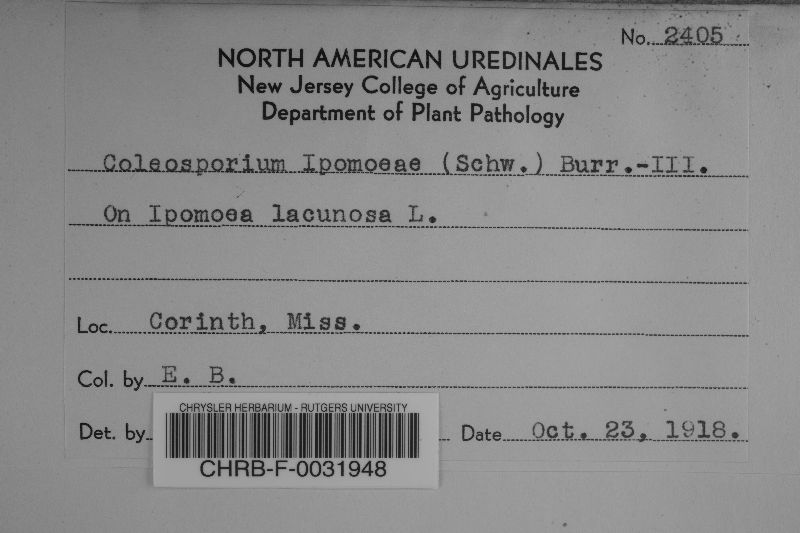 No. 2405
NORTH AMERICAN UREDINALES
New Jersey College of Agriculture
Department of Plant Pathology
Coleosporium Ipomoeae (Schw.) Burr.-III.
On Ipomoea lacunosa L.
Loc. Corinth, Miss.
Col. by E. B.
Det. by
Date Oct. 23, 1918.
CHRYSLER HERBARIUM - RUTGERS UNIVERSITY
CHRB-F-0031948